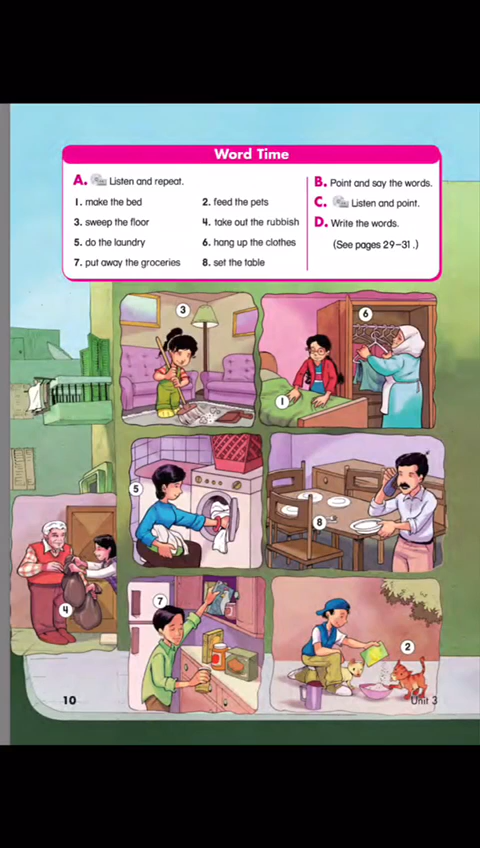 Word Time
A. Listen and repeat.
1. make the bed
2. feed the pets
3. sweep the floor
4. take out the rubbish
5. do the laundry
6. hang up the clothes
7. put away the groceries
8. set the table
B. Point and say the words.
C. Listen and point.
D. Write the words.
(See pages 29–31.)
3
6
1
5
8
4
7
2
10
Unit 3